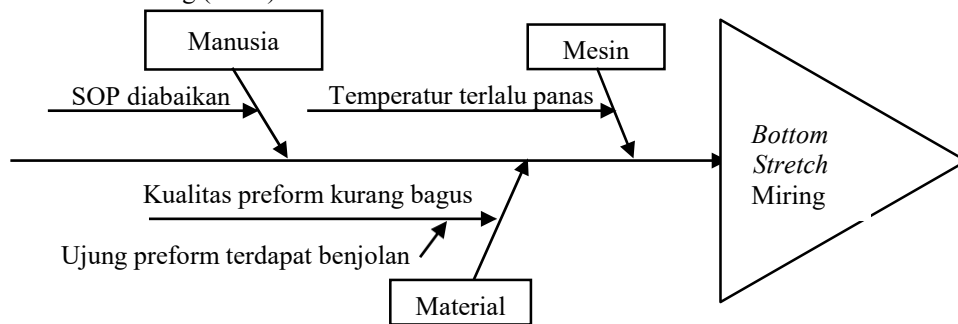 Manusia
Mesin
SOP diabaikan
Temperatur terlalu panas
Bottom
Stretch
Miring
Kualitas preform kurang bagus
Ujung preform terdapat benjolan
Material